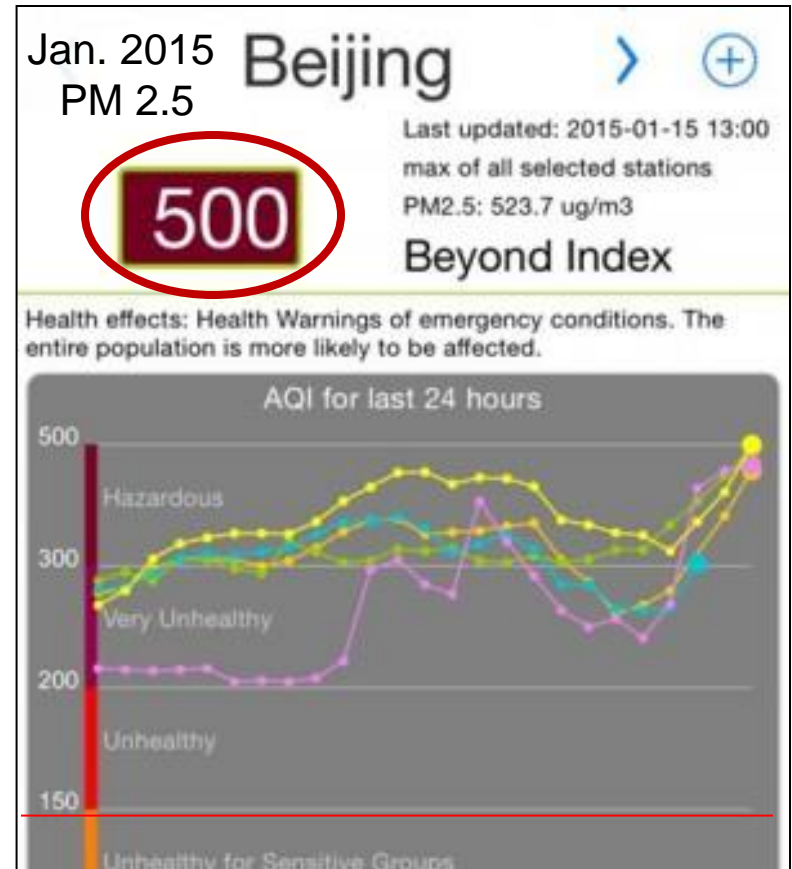 Jan. 2015
PM 2.5
Beijing
Last updated: 2015-01-15 13:00
max of all selected stations
PM2.5: 523.7 ug/m3
500
Beyond Index
Health effects: Health Warnings of emergency conditions. The
entire population is more likely to be affected.
AQI for last 24 hours
500
Hazardous
300
Very Unhealthy
200
Unhealthy
150
Unhealthy for Sensitive Groups